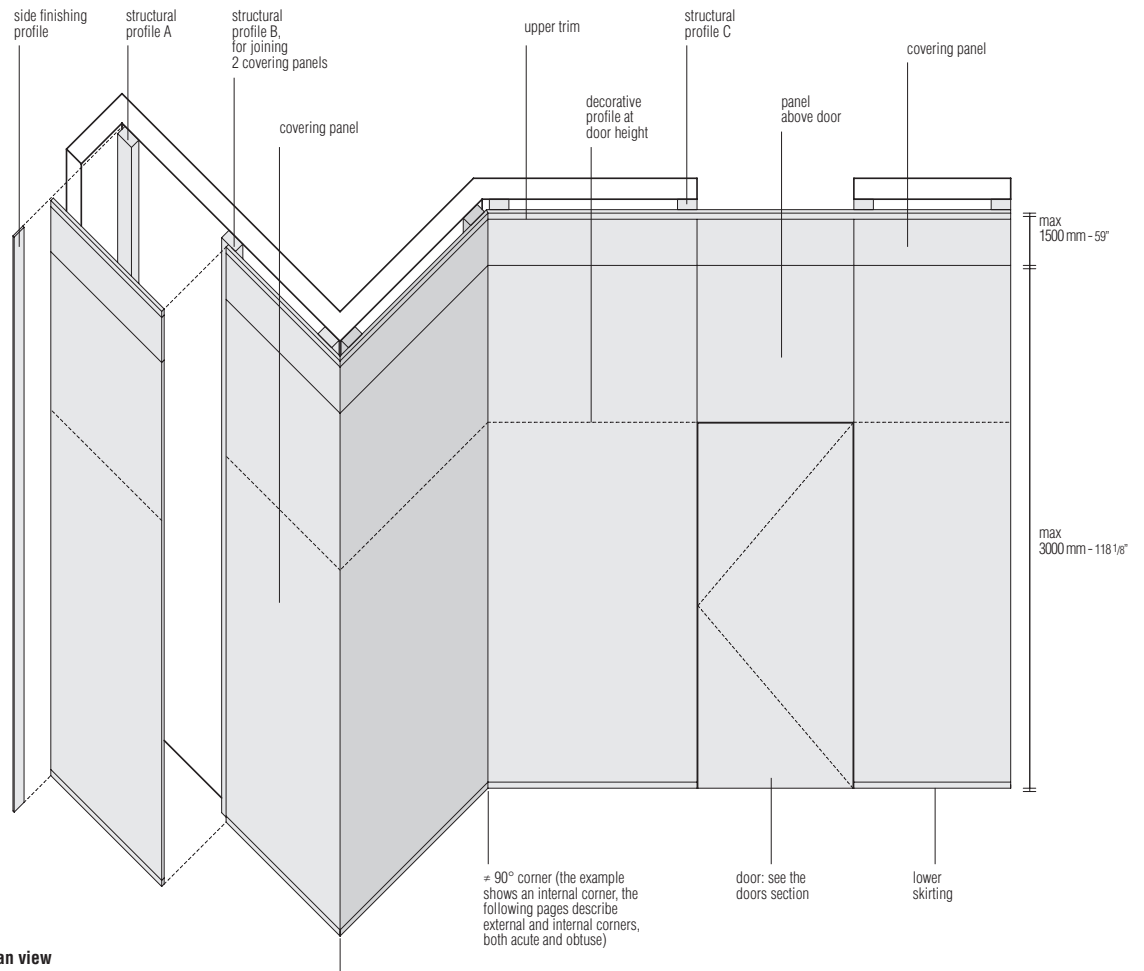 side finishing
profile
structural
profile A
structural
profile B,
for joining
2 covering panels
covering panel
upper trim
decorative
profile at
door height
structural
profile C
panel
above door
covering panel
max
1500 mm - 59"
max
3000 mm - 118 1/8"
≠ 90° corner (the example
shows an internal corner, the
following pages describe
external and internal corners,
both acute and obtuse)
door: see the
doors section
lower
skirting
an view